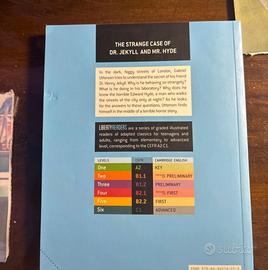 THE STRANGE CASE OF
DR. JEKYLL AND MR. HYDE
In the dark, foggy streets of London, Gabriel
Utterson tries to understand the secret of his friend
Dr. Henry Jekyll. Why is he behaving so strangely?
What is he doing in his laboratory? Why does he
know the horrible Edward Hyde, a man who walks
the streets of the city only at night? As he looks
for the answers to these questions, Utterson finds
himself in the middle of a terrible horror story.
LIBERTY READERS are a series of graded illustrated
readers of adapted classics for teenagers and
adults, ranging from elementary to advanced
level, corresponding to the CEFR A2-C1.
LEVELS CEFR CAMBRIDGE ENGLISH
One A2 KEY
Two B1.1 PRELIMINARY
Three B1.2 PRELIMINARY
Four B2.1 FIRST
Five B2.2 FIRST
Six C1 ADVANCED
subito